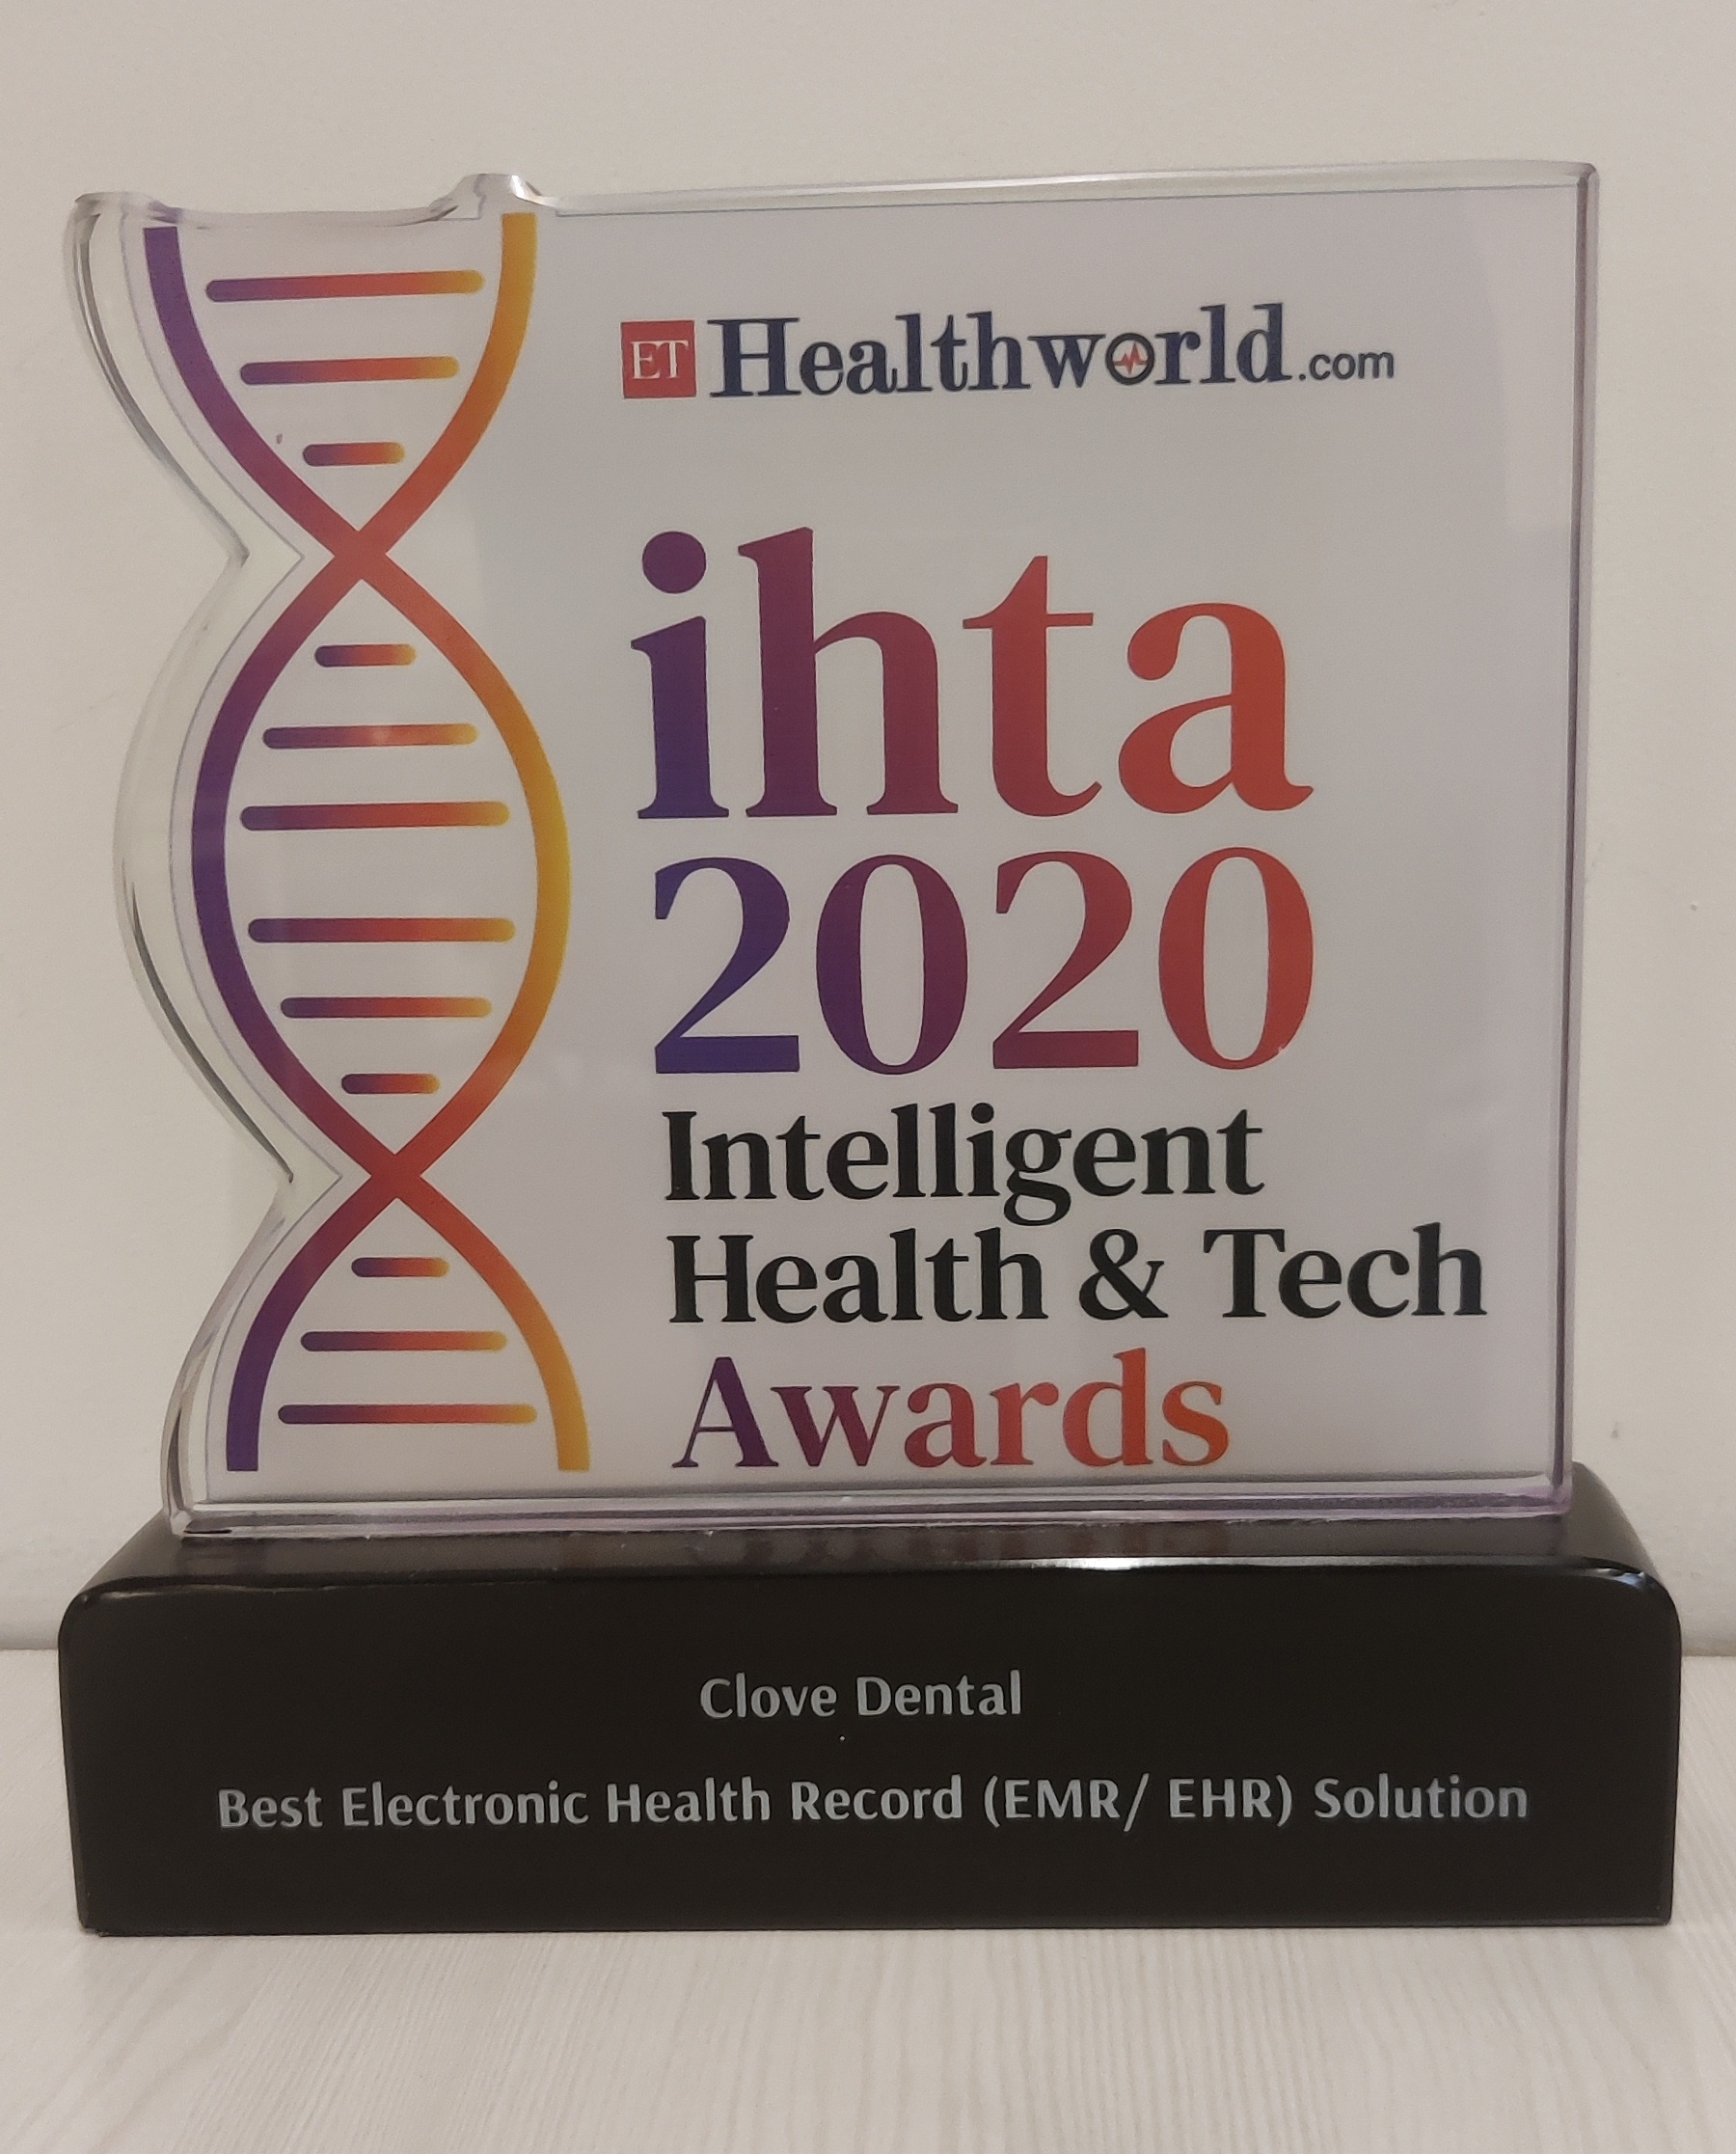 ET Healthworld.com
ihta
2020
Intelligent
Health & Tech
Awards
Clove Dental
Best Electronic Health Record (EMR/ EHR) Solution